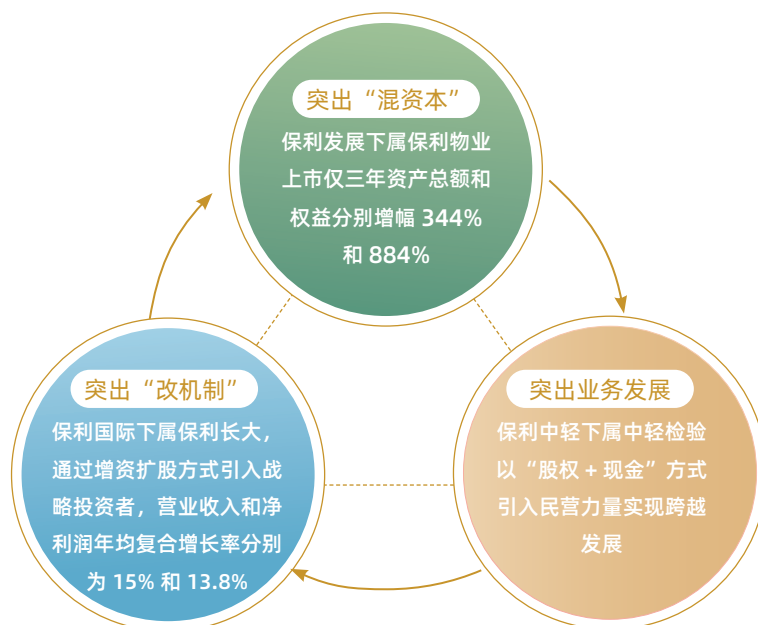 突出“混资本”
保利发展下属保利物业
上市仅三年资产总额和
权益分别增幅 344%
和 884%
突出“改机制”
保利国际下属保利长大，
通过增资扩股方式引入战
略投资者，营业收入和净
利润年均复合增长率分别
为 15% 和 13.8%
突出业务发展
保利中轻下属中轻检验
以“股权 + 现金”方式
引入民营力量实现跨越
发展